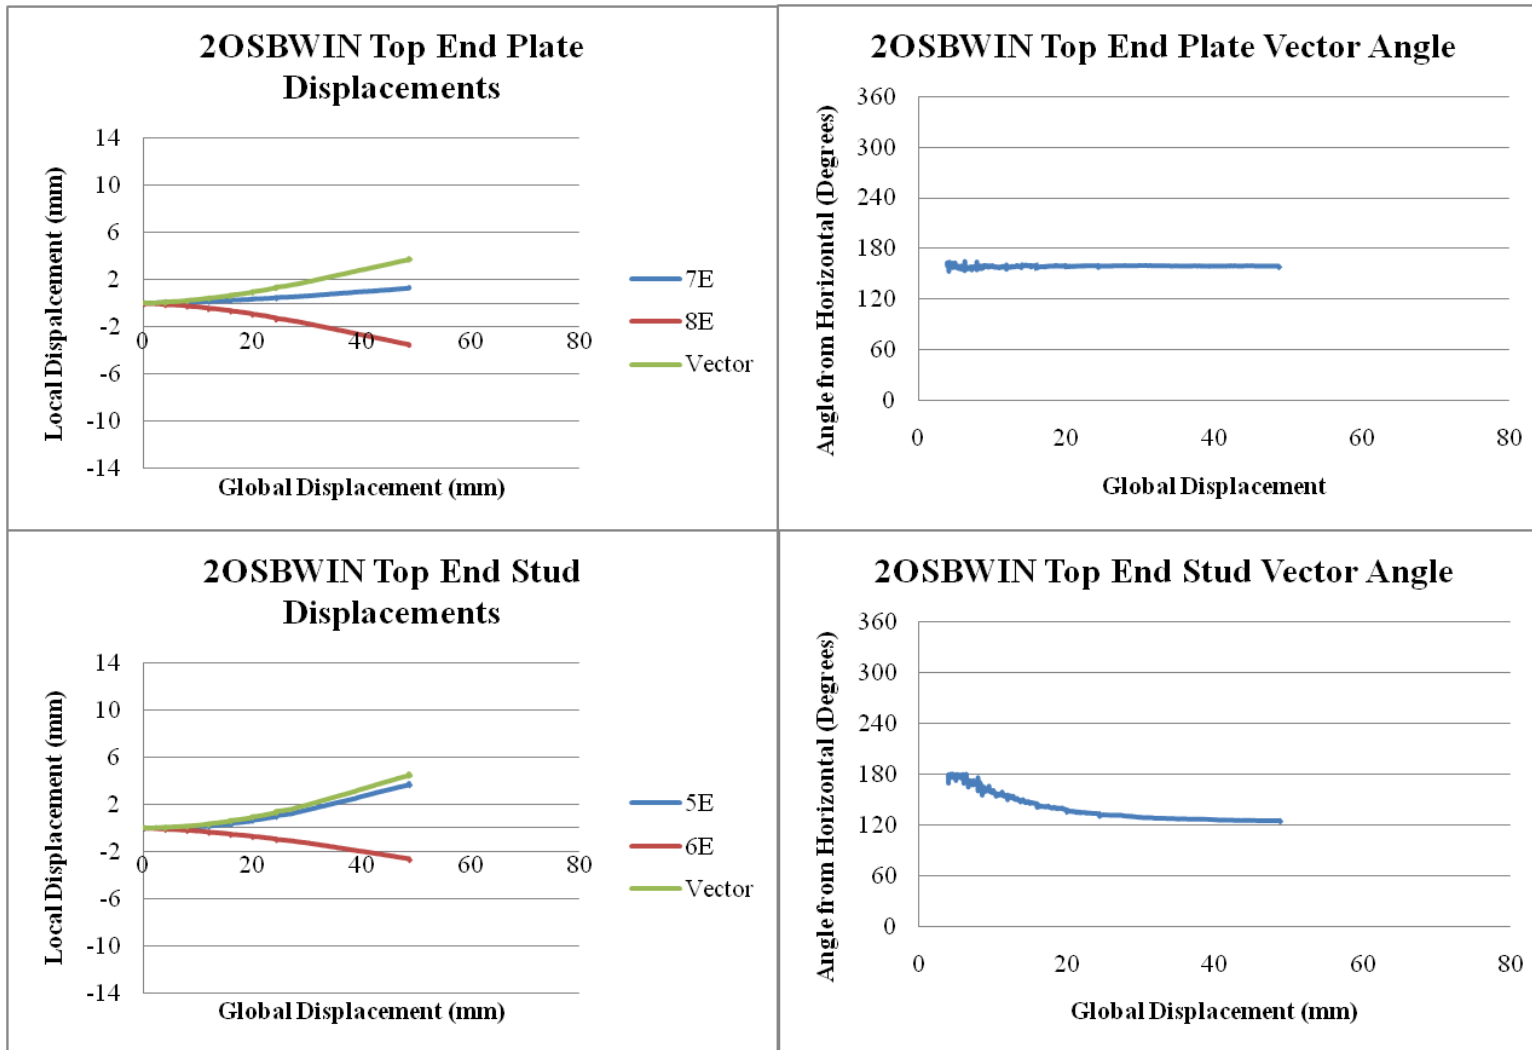 2OSBWIN Top End Plate
Displacements
Local Dispalcement (mm)
14
10
6
2
-2
-6
-10
-14
0
20
40
60
80
Global Displacement (mm)
7E
8E
Vector
2OSBWIN Top End Plate Vector Angle
Angle from Horizontal (Degrees)
360
300
240
180
120
60
0
0
20
40
60
80
Global Displacement
2OSBWIN Top End Stud
Displacements
Local Displacement (mm)
14
10
6
2
-2
-6
-10
-14
0
20
40
60
80
Global Displacement (mm)
5E
6E
Vector
2OSBWIN Top End Stud Vector Angle
Angle from Horizontal (Degrees)
360
300
240
180
120
60
0
0
20
40
60
80
Global Displacement (mm)